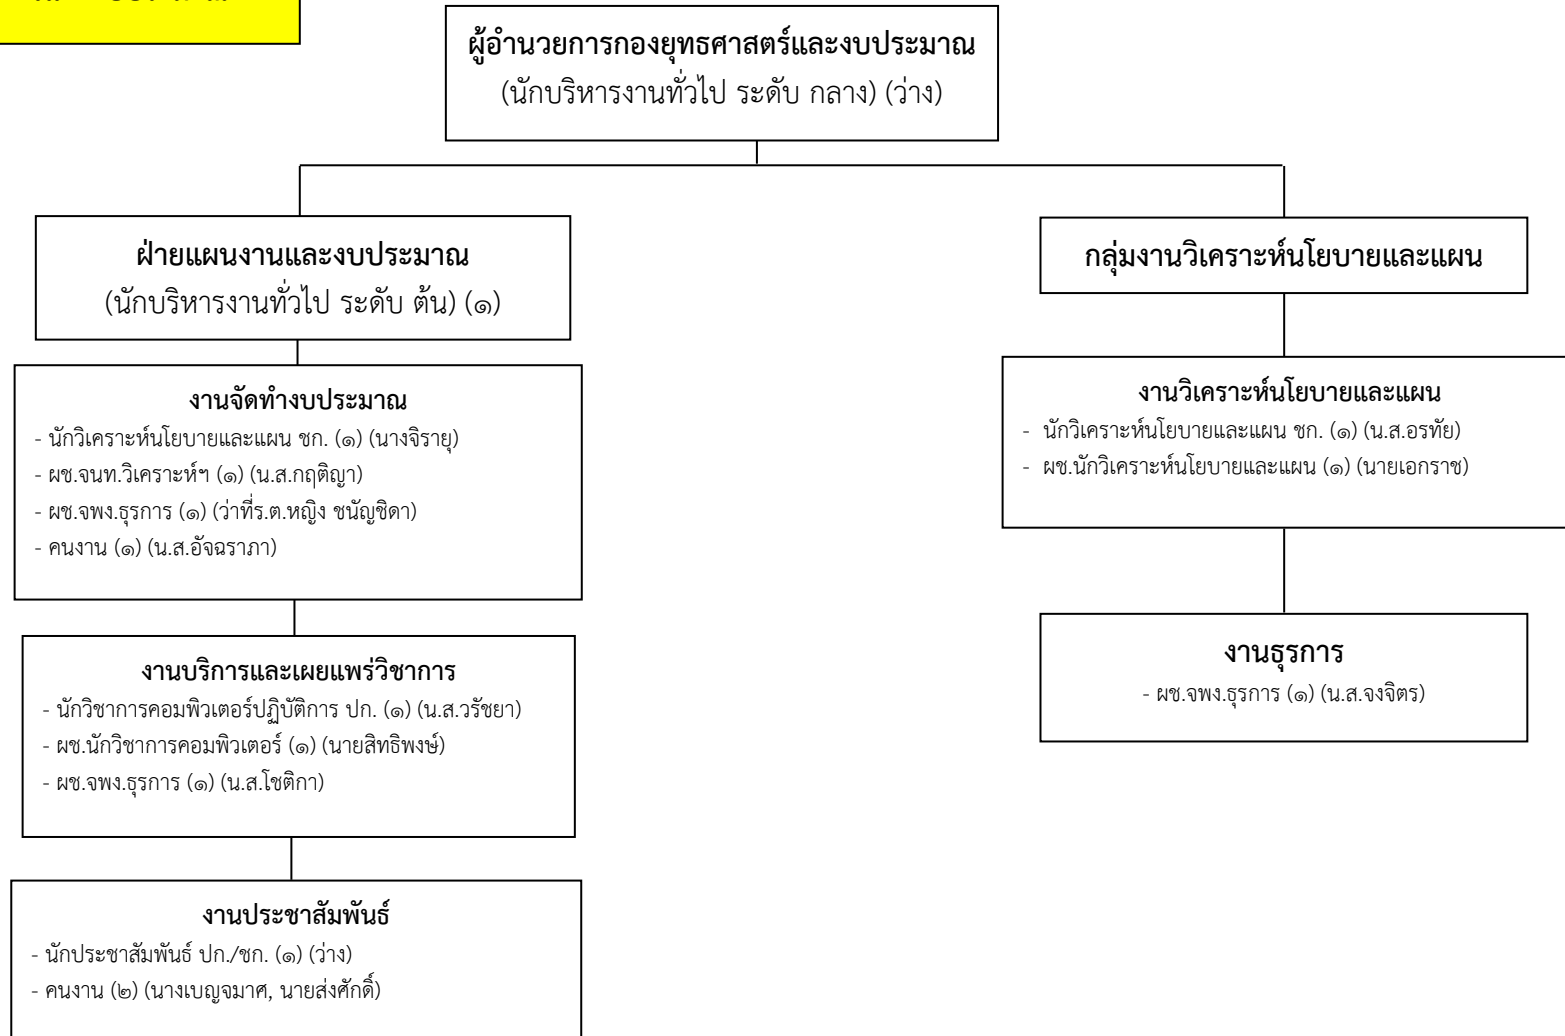 ผู้อำนวยการกองยุทธศาสตร์และงบประมาณ
(นักบริหารงานทั่วไป ระดับ กลาง) (ว่าง)
ฝ่ายแผนงานและงบประมาณ
(นักบริหารงานทั่วไป ระดับ ต้น) (๑)
งานจัดทำงบประมาณ
- นักวิเคราะห์นโยบายและแผน ชก. (๑) (นางจิรายุ)
- ผช.จนท.วิเคราะห์ฯ (๑) (น.ส.กฤติญา)
- ผช.จพง.ธุรการ (๑) (ว่าที่ร.ต.หญิง ชนัญชิดา)
- คนงาน (๑) (น.ส.อัจฉราภา)
งานบริการและเผยแพร่วิชาการ
- นักวิชาการคอมพิวเตอร์ปฏิบัติการ ปก. (๑) (น.ส.วรัชยา)
- ผช.นักวิชาการคอมพิวเตอร์ (๑) (นายสิทธิพงษ์)
- ผช.จพง.ธุรการ (๑) (น.ส.โชติกา)
งานประชาสัมพันธ์
- นักประชาสัมพันธ์ ปก./ชก. (๑) (ว่าง)
- คนงาน (๒) (นางเบญจมาศ, นายส่งศักดิ์)
กลุ่มงานวิเคราะห์นโยบายและแผน
งานวิเคราะห์นโยบายและแผน
- นักวิเคราะห์นโยบายและแผน ชก. (๑) (น.ส.อรทัย)
- ผช.นักวิเคราะห์นโยบายและแผน (๑) (นายเอกราช)
งานธุรการ
- ผช.จพง.ธุรการ (๑) (น.ส.จงจิตร)